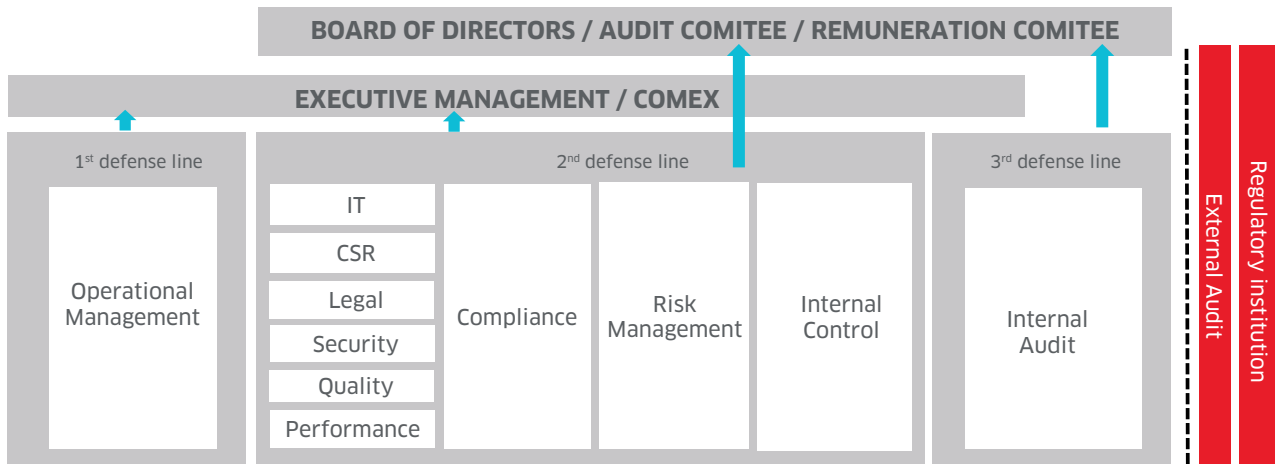 BOARD OF DIRECTORS / AUDIT COMITEE / REMUNERATION COMITEE
EXECUTIVE MANAGEMENT / COMEX
1st defense line
2nd defense line
3rd defense line
Operational
Management
IT
CSR
Legal
Security
Quality
Performance
Compliance
Risk
Management
Internal
Control
Internal
Audit
External Audit
Regulatory institution